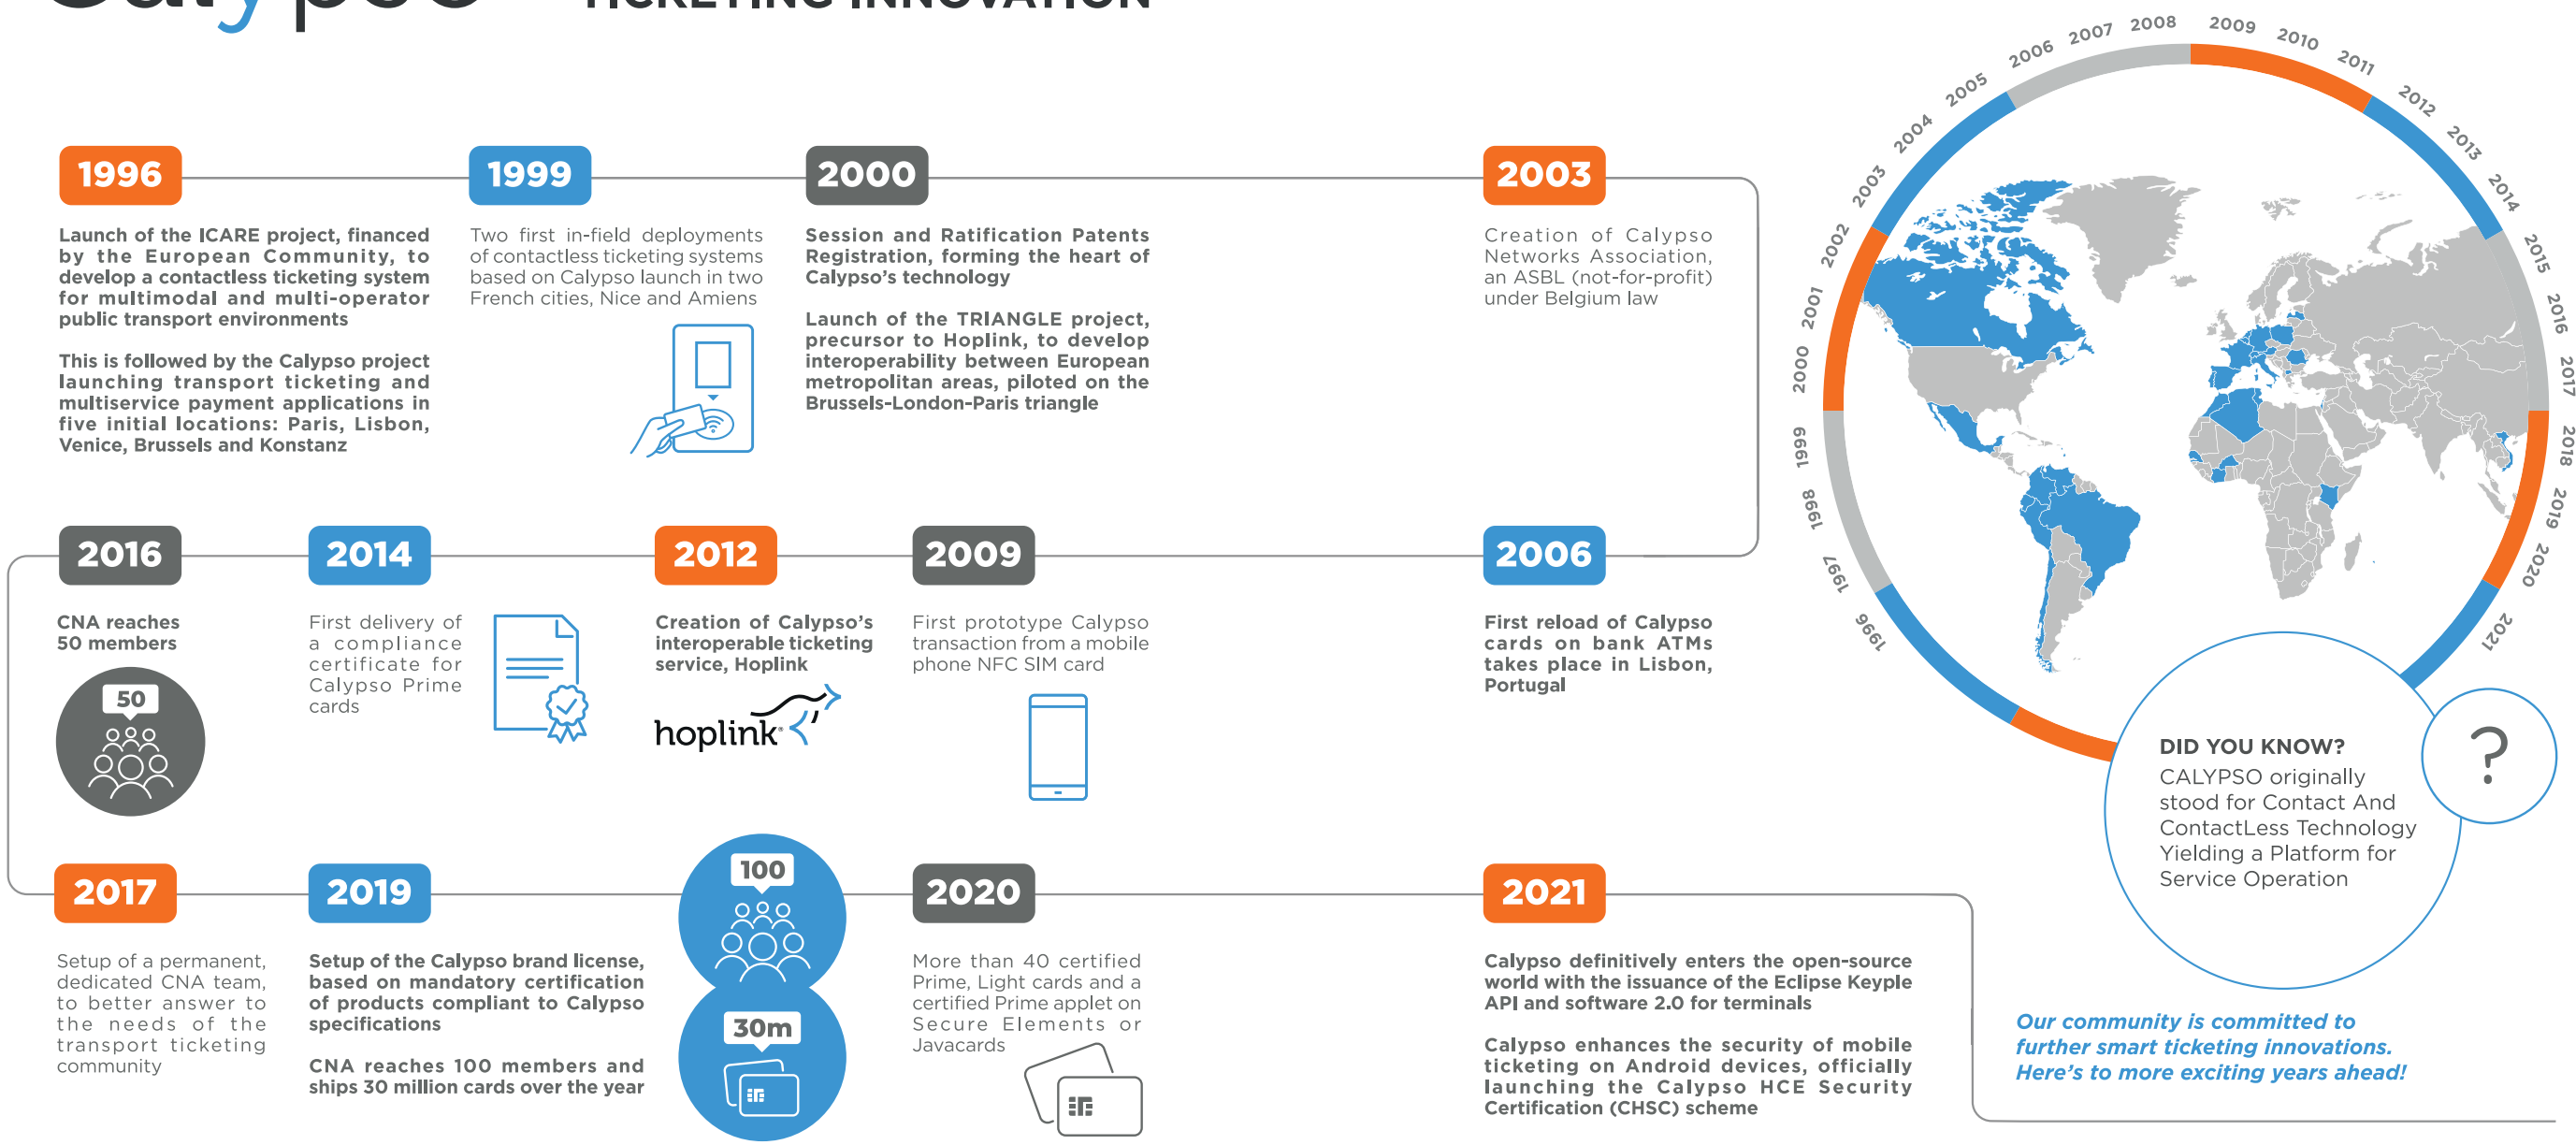 Calypso
TICKETING INNOVATION
1996
Launch of the ICARE project, financed
by the European Community, to
develop a contactless ticketing system
for multimodal and multi-operator
public transport environments
This is followed by the Calypso project
launching transport ticketing and
multiservice payment applications in
five initial locations: Paris, Lisbon,
Venice, Brussels and Konstanz
1999
Two first in-field deployments
of contactless ticketing systems
based on Calypso launch in two
French cities, Nice and Amiens
2000
Session and Ratification Patents
Registration, forming the heart of
Calypso's technology
Launch of the TRIANGLE project,
precursor to Hoplink, to develop
interoperability between European
metropolitan areas, piloted on the
Brussels-London-Paris triangle
2003
Creation of Calypso
Networks Association,
an ASBL (not-for-profit)
under Belgium law
2006
First reload of Calypso
cards on bank ATMs
takes place in Lisbon,
Portugal
2009
First prototype Calypso
transaction from a mobile
phone NFC SIM card
2012
Creation of Calypso's
interoperable ticketing
service, Hoplink
hoplink®
2014
First delivery of
a compliance
certificate for
Calypso Prime
cards
2016
CNA reaches
50 members
50
2017
Setup of a permanent,
dedicated CNA team,
to better answer to
the needs of the
transport ticketing
community
2019
Setup of the Calypso brand license,
based on mandatory certification
of products compliant to Calypso
specifications
CNA reaches 100 members and
ships 30 million cards over the year
100
30m
2020
More than 40 certified
Prime, Light cards and a
certified Prime applet on
Secure Elements or
Javacards
2021
Calypso definitively enters the open-source
world with the issuance of the Eclipse Keyple
API and software 2.0 for terminals
Calypso enhances the security of mobile
ticketing on Android devices, officially
launching the Calypso HCE Security
Certification (CHSC) scheme
1996
1997
1998
1999
2000
2001
2002
2003
2004
2005
2006
2007
2008
2009
2010
2011
2012
2013
2014
2015
2016
2017
2018
2019
2020
2021
DID YOU KNOW?
CALYPSO originally
stood for Contact And
ContactLess Technology
Yielding a Platform for
Service Operation
?
Our community is committed to
further smart ticketing innovations.
Here's to more exciting years ahead!